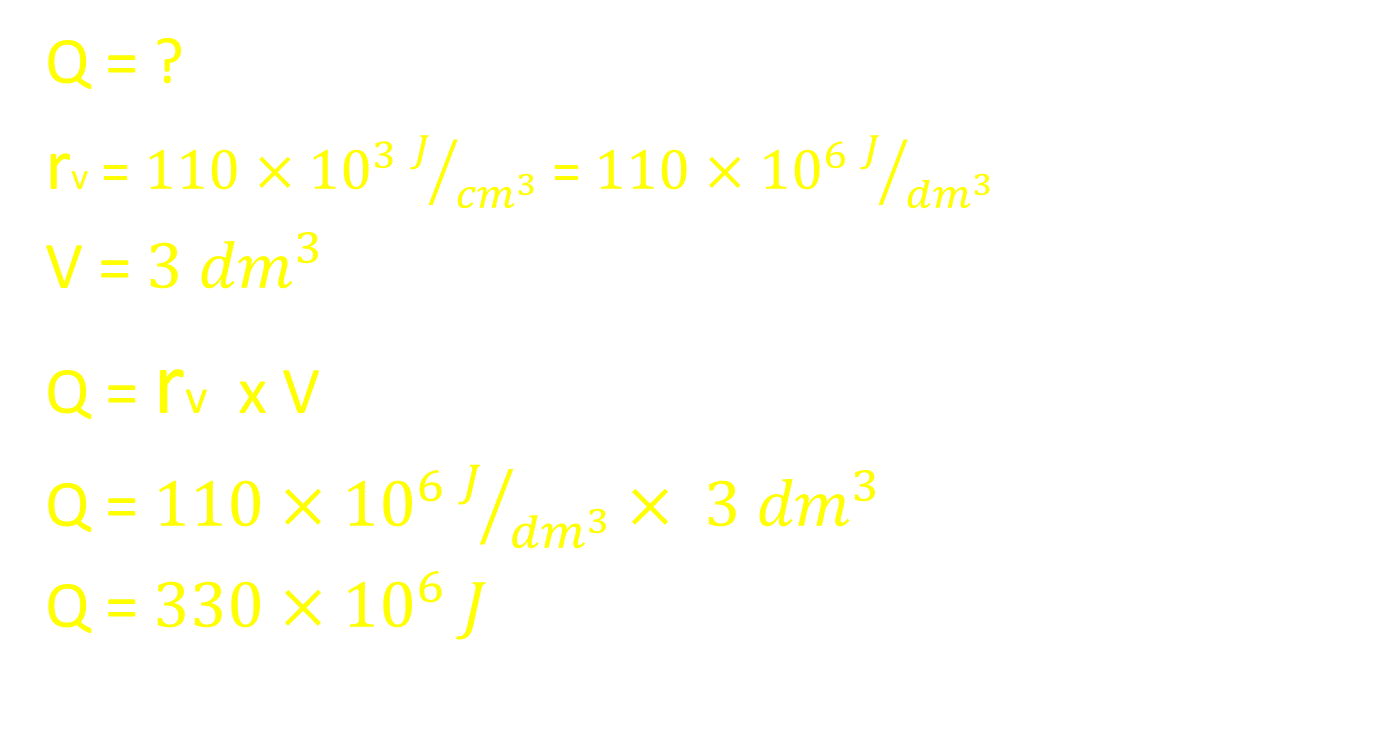 Q = ?
rᵥ = 110 × 10³ J/cm³ = 110 × 10⁶ J/dm³
V = 3 dm³
Q = rᵥ x V
Q = 110 × 10⁶ J/dm³ × 3 dm³
Q = 330 × 10⁶ J